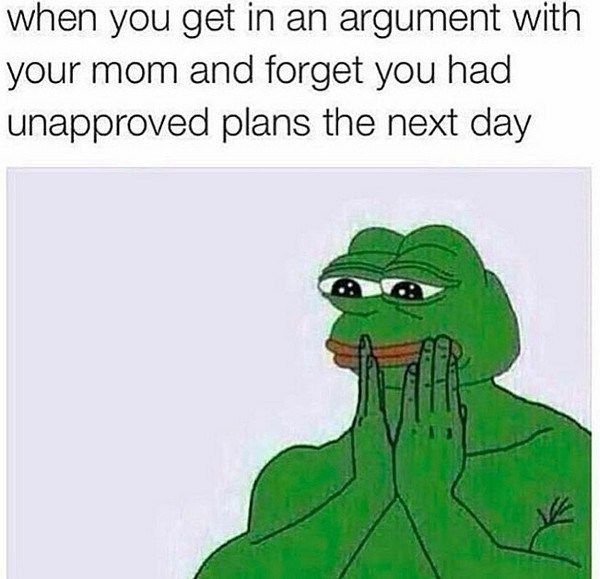 when you get in an argument with
your mom and forget you had
unapproved plans the next day